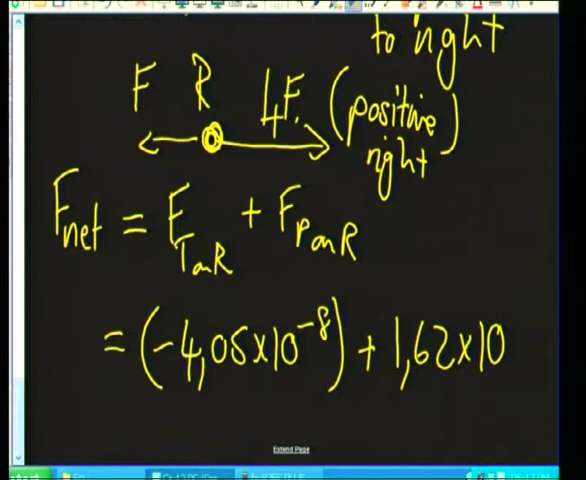 to right
F R 4F (positive
right)
Fnet = FTonR + FPonR
= (-4,05x10⁻⁸) + 1,62x10
Extend Page